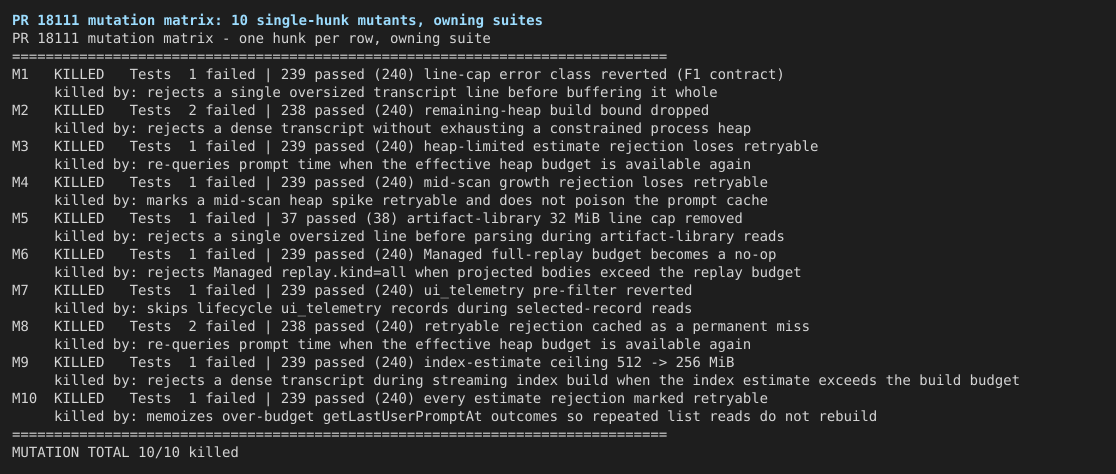 PR 18111 mutation matrix: 10 single-hunk mutants, owning suites
PR 18111 mutation matrix - one hunk per row, owning suite
==============================================================================
M1   KILLED   Tests  1 failed | 239 passed (240) line-cap error class reverted (F1 contract)
     killed by: rejects a single oversized transcript line before buffering it whole
M2   KILLED   Tests  2 failed | 238 passed (240) remaining-heap build bound dropped
     killed by: rejects a dense transcript without exhausting a constrained process heap
M3   KILLED   Tests  1 failed | 239 passed (240) heap-limited estimate rejection loses retryable
     killed by: re-queries prompt time when the effective heap budget is available again
M4   KILLED   Tests  1 failed | 239 passed (240) mid-scan growth rejection loses retryable
     killed by: marks a mid-scan heap spike retryable and does not poison the prompt cache
M5   KILLED   Tests  1 failed | 37 passed (38) artifact-library 32 MiB line cap removed
     killed by: rejects a single oversized line before parsing during artifact-library reads
M6   KILLED   Tests  1 failed | 239 passed (240) Managed full-replay budget becomes a no-op
     killed by: rejects Managed replay.kind=all when projected bodies exceed the replay budget
M7   KILLED   Tests  1 failed | 239 passed (240) ui_telemetry pre-filter reverted
     killed by: skips lifecycle ui_telemetry records during selected-record reads
M8   KILLED   Tests  2 failed | 238 passed (240) retryable rejection cached as a permanent miss
     killed by: re-queries prompt time when the effective heap budget is available again
M9   KILLED   Tests  1 failed | 239 passed (240) index-estimate ceiling 512 -> 256 MiB
     killed by: rejects a dense transcript during streaming index build when the index estimate exceeds the build budget
M10  KILLED   Tests  1 failed | 239 passed (240) every estimate rejection marked retryable
     killed by: memoizes over-budget getLastUserPromptAt outcomes so repeated list reads do not rebuild
==============================================================================
MUTATION TOTAL 10/10 killed